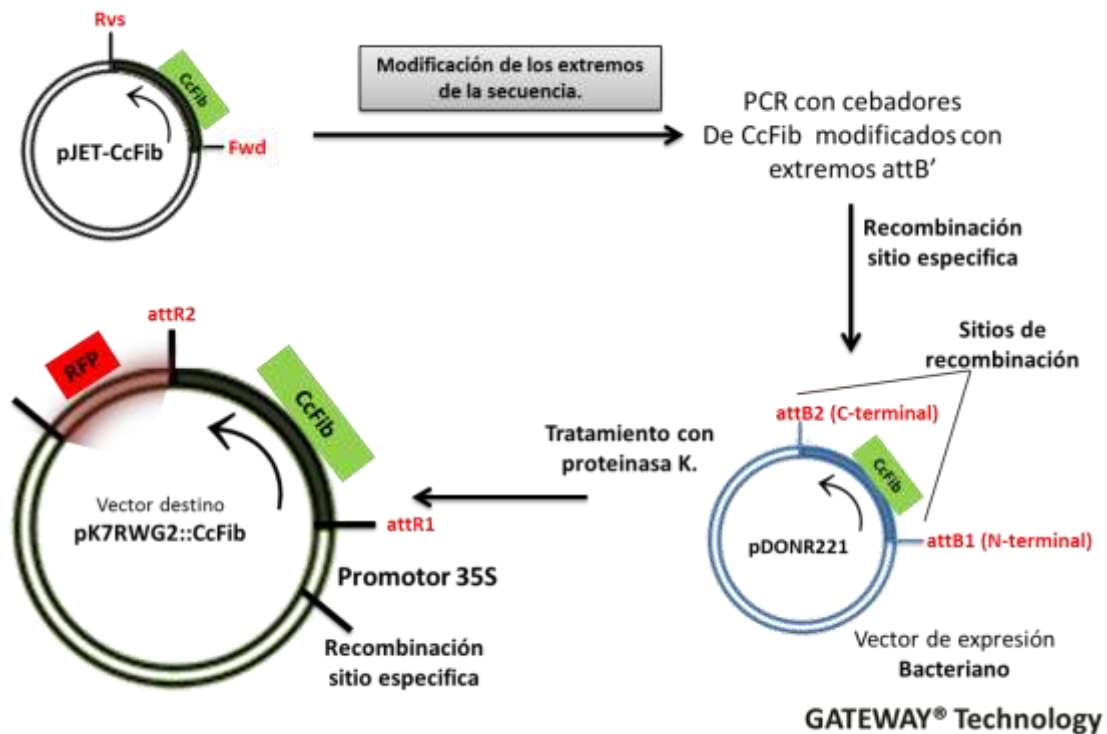 Rvs
CcFib
pJET-CcFib
Fwd
Modificación de los extremos
de la secuencia.
PCR con cebadores
De CcFib modificados con
extremos attB’
Recombinación
sitio especifica
Sitios de
recombinación
attB2 (C-terminal)
CcFib
pDONR221
attB1 (N-terminal)
Vector de expresión
Bacteriano
Tratamiento con
proteinasa K.
attR2
RFP
CcFib
Vector destino
pK7RWG2::CcFib
attR1
Promotor 35S
Recombinación
sitio especifica
GATEWAY® Technology